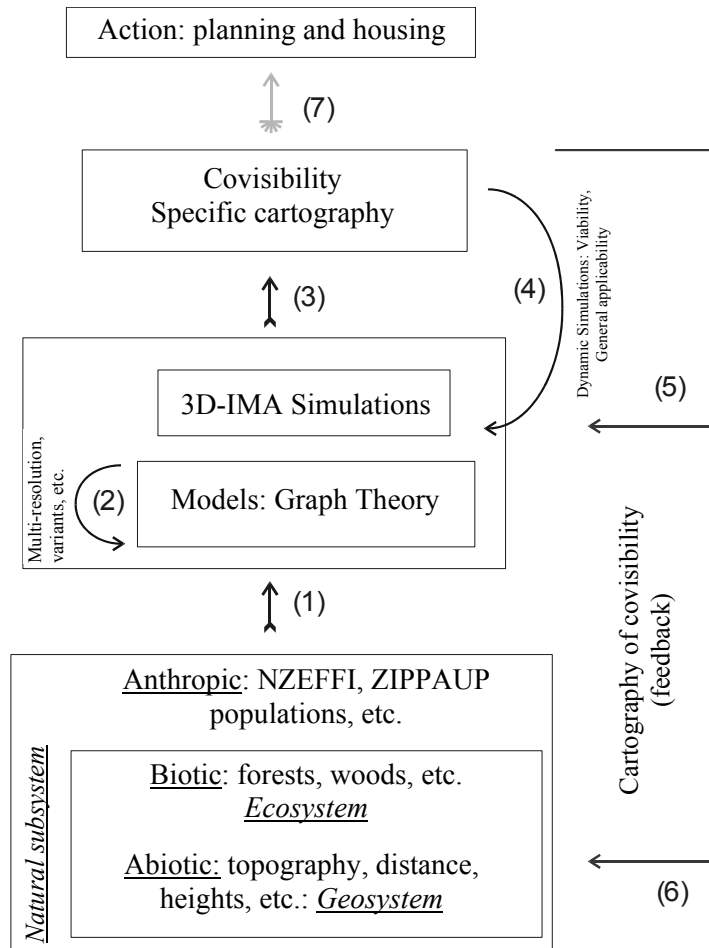 Action: planning and housing
(7)
Covisibility
Specific cartography
(3)
(4)
Dynamic Simulations: Viability,
General applicability
(5)
3D-IMA Simulations
Multi-resolution,
variants, etc.
(2)
Models: Graph Theory
(1)
Cartography of covisibility
(feedback)
Natural subsystem
Anthropic: NZEFFI, ZIPPAUP
populations, etc.
Biotic: forests, woods, etc.
Ecosystem
Abiotic: topography, distance,
heights, etc.: Geosystem
(6)